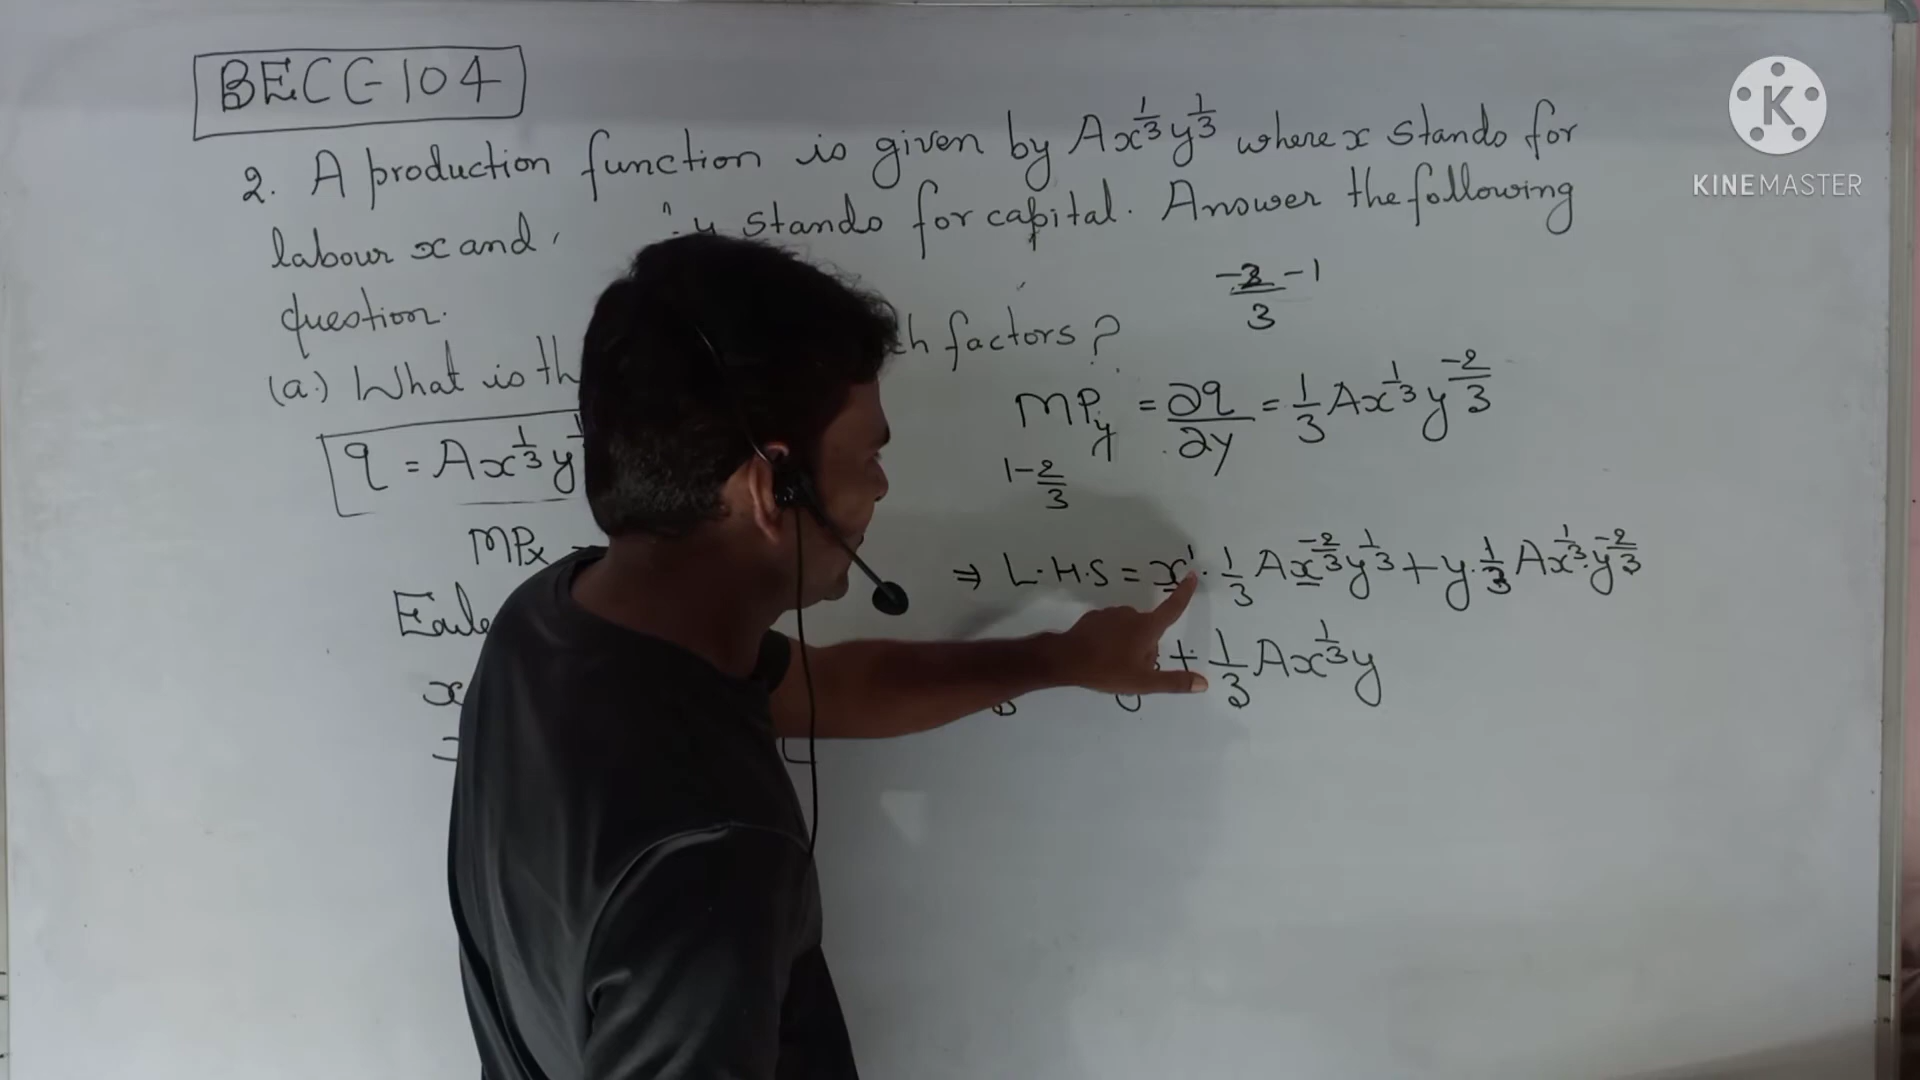 BECC-104
2. A production function is given by Ax^{1/3}y^{1/3} where x stands for
labour x and y stands for capital. Answer the following
question.
(a.) What is th ch factors?
-2/3 -1
MP_y = ∂q/∂y = 1/3 Ax^{1/3} y^{-2/3}
q = Ax^{1/3}y
1-2/3
MPx
⇒ L.H.S = x^1 . 1/3 Ax^{-2/3}y^{1/3} + y. 1/3 Ax^{1/3}.y^{-2/3}
Eule
+ 1/3 Ax^{1/3}y
x
KINEMASTER